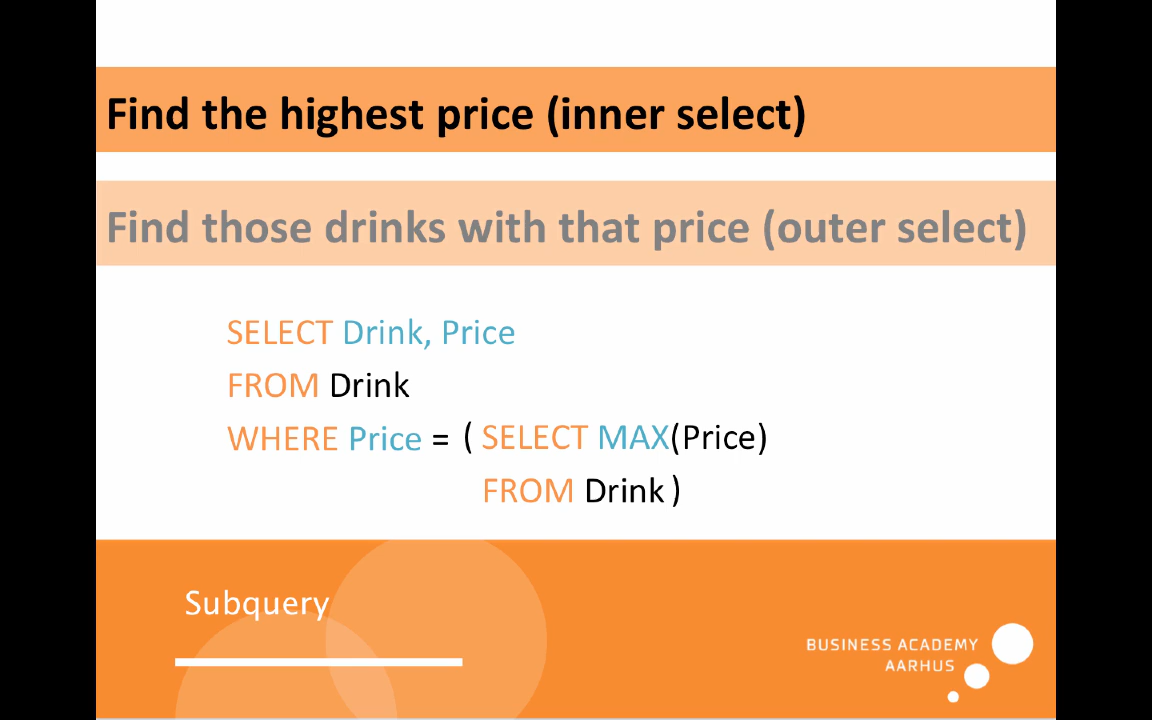 Find the highest price (inner select)
Find those drinks with that price (outer select)
SELECT Drink, Price
FROM Drink
WHERE Price = ( SELECT MAX(Price)
FROM Drink )
Subquery
BUSINESS ACADEMY
AARHUS